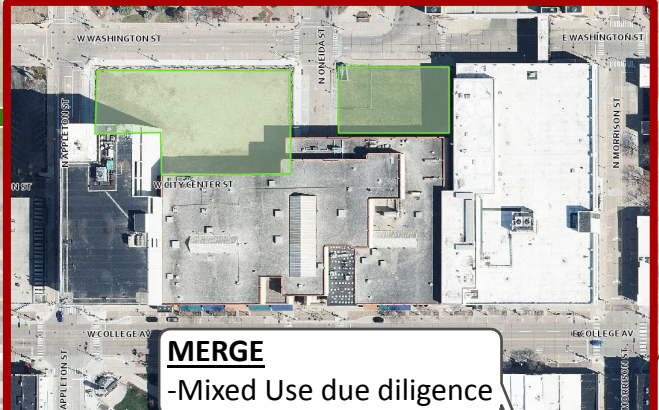 W WASHINGTON ST
E WASHINGTON ST
N ONEIDA ST
N APPLETON ST
N MORRISON ST
N ST
W CITY CENTER ST
W COLLEGE AV
E COLLEGE AV
APPLETON ST
MORRISON ST
MERGE
-Mixed Use due diligence